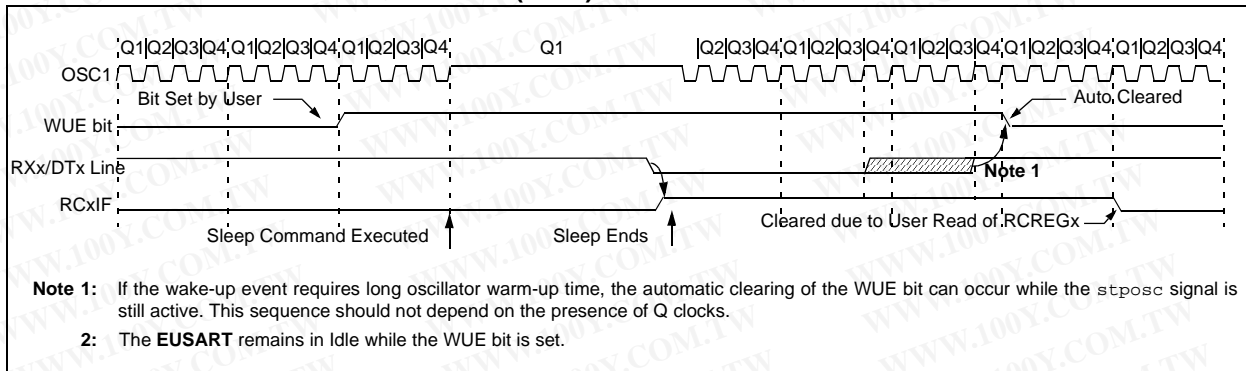 Q1|Q2|Q3|Q4|Q1|Q2|Q3|Q4|Q1|Q2|Q3|Q4| Q1 |Q2|Q3|Q4|Q1|Q2|Q3|Q4|Q1|Q2|Q3|Q4|Q1|Q2|Q3|Q4|Q1|Q2|Q3|Q4
OSC1
Bit Set by User
Auto Cleared
WUE bit
RXx/DTx Line
Note 1
RCxIF
Sleep Command Executed
Sleep Ends
Cleared due to User Read of RCREGx
Note 1: If the wake-up event requires long oscillator warm-up time, the automatic clearing of the WUE bit can occur while the stposc signal is
still active. This sequence should not depend on the presence of Q clocks.
2: The EUSART remains in Idle while the WUE bit is set.
WWW.100Y.COM.TW